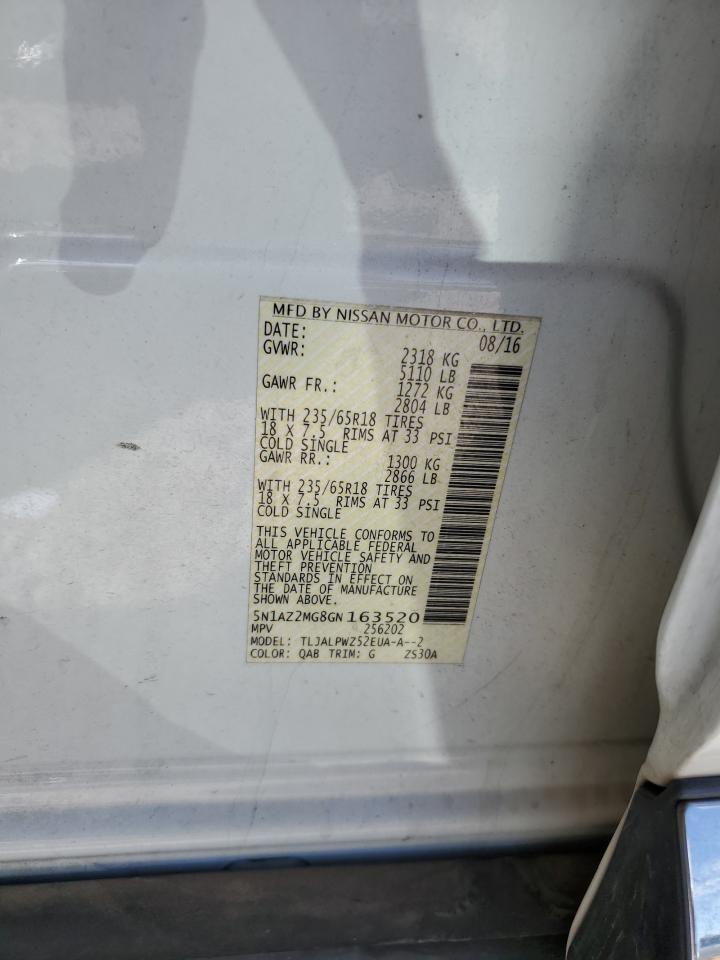 MFD BY NISSAN MOTOR CO., LTD.
DATE: 08/16
GVWR: 2318 KG
5110 LB
GAWR FR.: 1272 KG
2804 LB
WITH 235/65R18 TIRES
18 X 7.5 RIMS AT 33 PSI
COLD SINGLE
GAWR RR.: 1300 KG
2866 LB
WITH 235/65R18 TIRES
18 X 7.5 RIMS AT 33 PSI
COLD SINGLE
THIS VEHICLE CONFORMS TO
ALL APPLICABLE FEDERAL
MOTOR VEHICLE SAFETY AND
THEFT PREVENTION
STANDARDS IN EFFECT ON
THE DATE OF MANUFACTURE
SHOWN ABOVE.
5N1AZ2MG8GN163520
MPV 256202
MODEL: TLJALPWZ52EUA-A--2
COLOR: QAB TRIM: G ZS30A